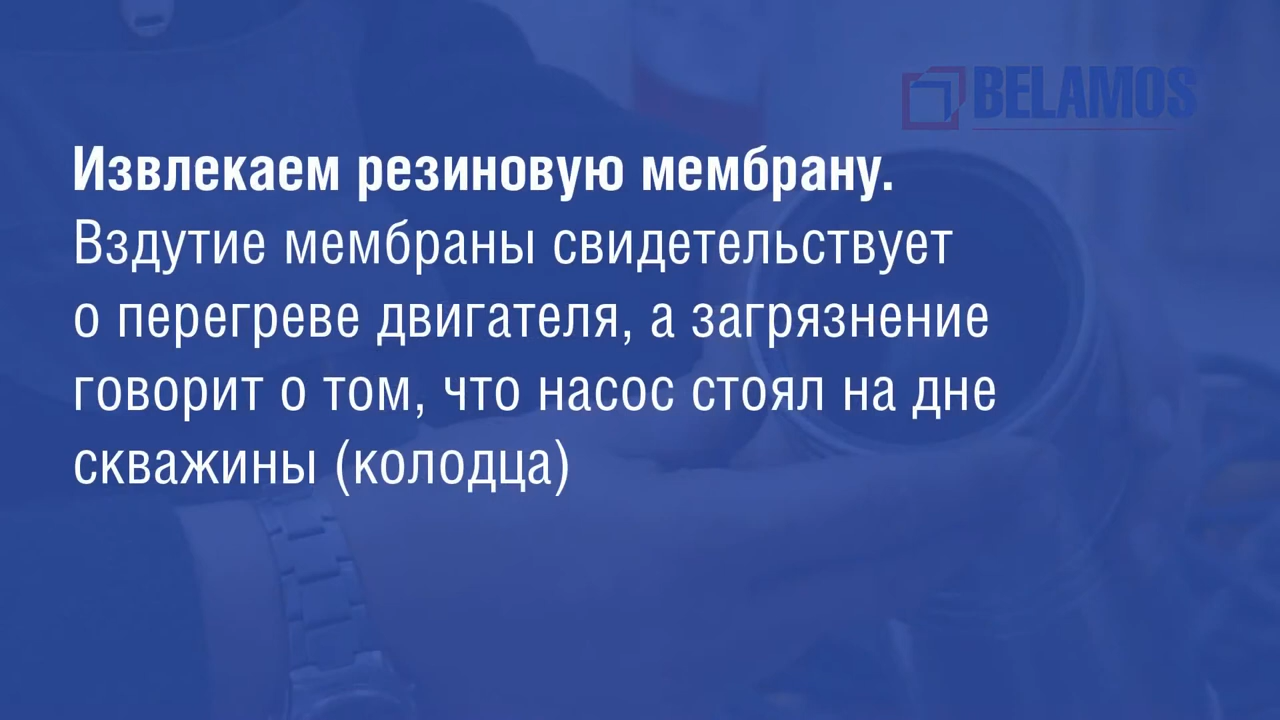 BELAMOS
Извлекаем резиновую мембрану.
Вздутие мембраны свидетельствует
о перегреве двигателя, а загрязнение
говорит о том, что насос стоял на дне
скважины (колодца)